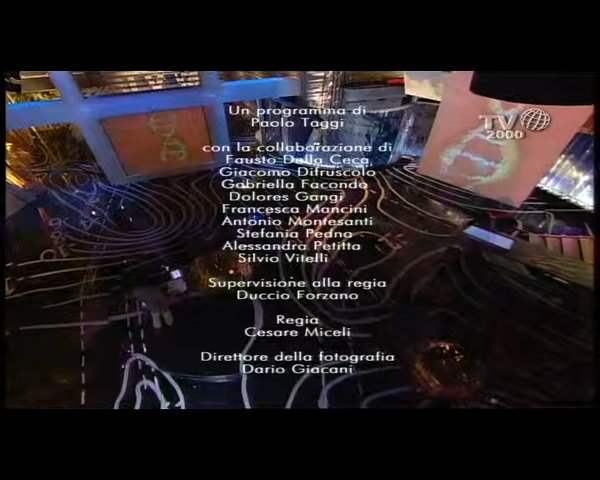 Un programma di
Paolo Taggi
con la collaborazione di
Fausto Della Ceca
Giacomo Difruscolo
Gabriella Facondo
Dolores Gangi
Francesca Mancini
Antonio Montesanti
Stefania Pedna
Alessandra Petitta
Silvio Vitelli
Supervisione alla regia
Duccio Forzano
Regia
Cesare Miceli
Direttore della fotografia
Dario Giacani
TV
2000